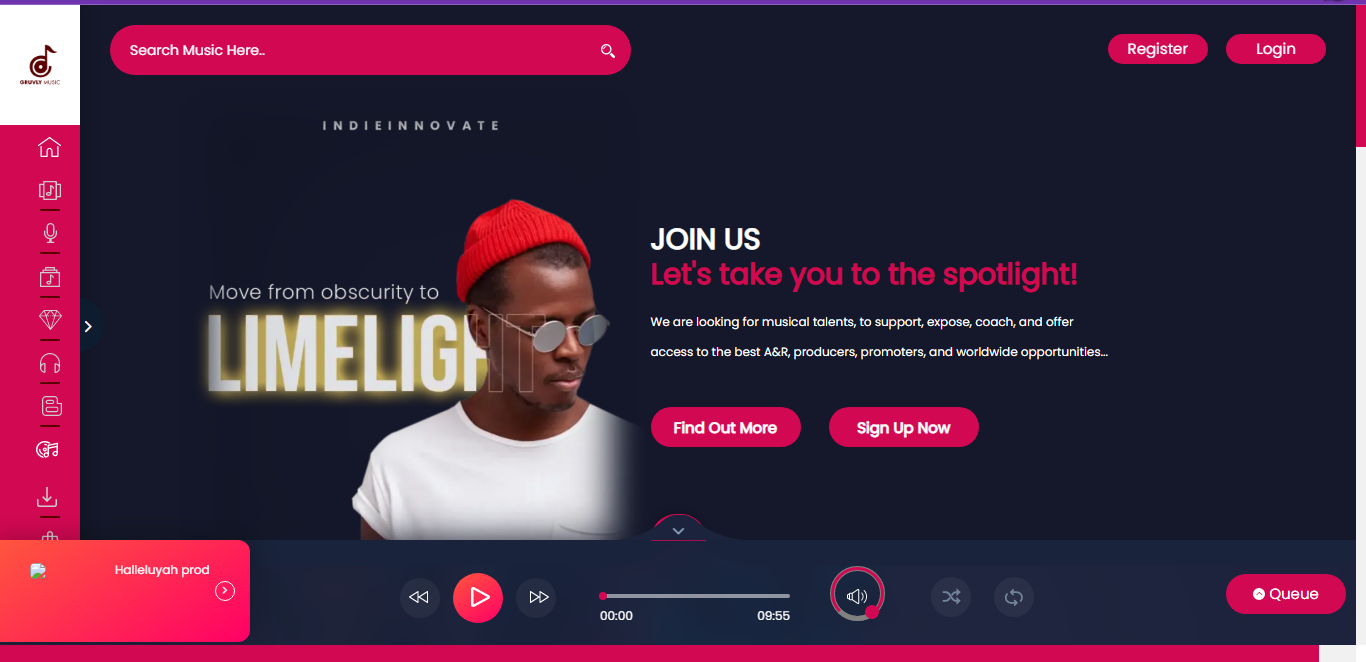 Search Music Here..
Register
Login
GRUVLY MUSIC
INDIEINNOVATE
JOIN US
Let's take you to the spotlight!
Move from obscurity to
LIMELIGHT
We are looking for musical talents, to support, expose, coach, and offer
access to the best A&R, producers, promoters, and worldwide opportunities...
Find Out More
Sign Up Now
Halleluyah prod
00:00
09:55
Queue